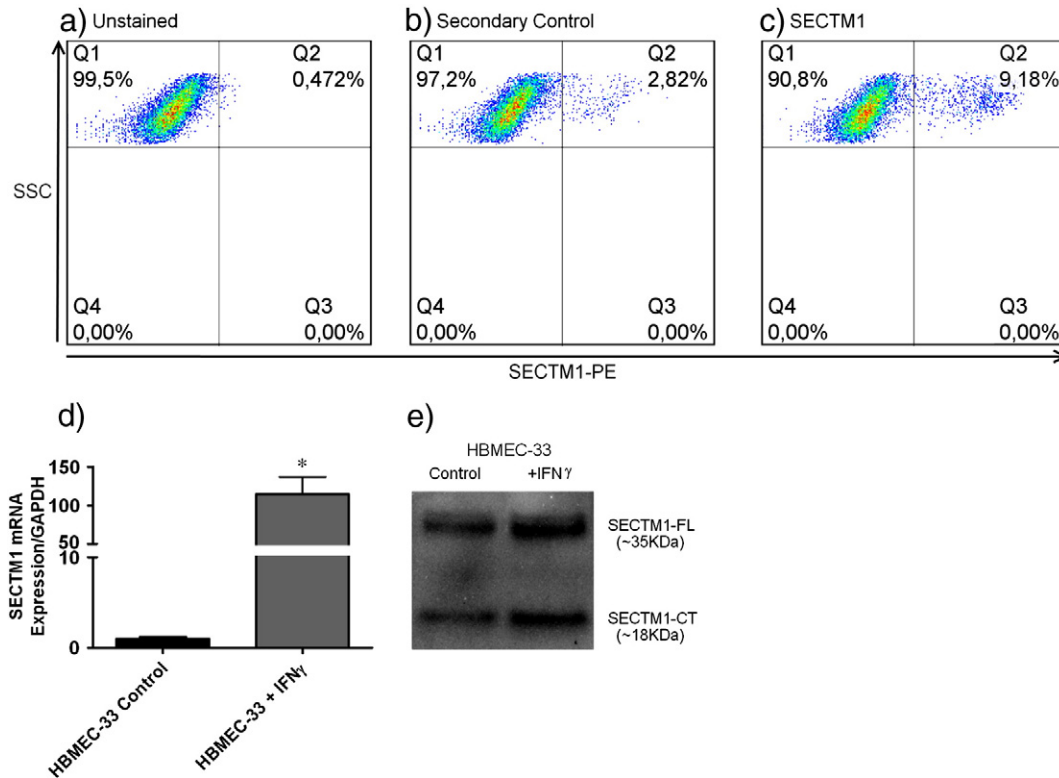 a) Unstained
b) Secondary Control
c) SECTM1
Q1
99,5%
Q2
0,472%
Q4
0,00%
Q3
0,00%
Q1
97,2%
Q2
2,82%
Q4
0,00%
Q3
0,00%
Q1
90,8%
Q2
9,18%
Q4
0,00%
Q3
0,00%
SSC
SECTM1-PE
d)
SECTM1 mRNA
Expression/GAPDH
150
100
50
10
0
*
HBMEC-33 Control
HBMEC-33 + IFNγ
e)
HBMEC-33
Control +IFNγ
SECTM1-FL
(~35KDa)
SECTM1-CT
(~18KDa)